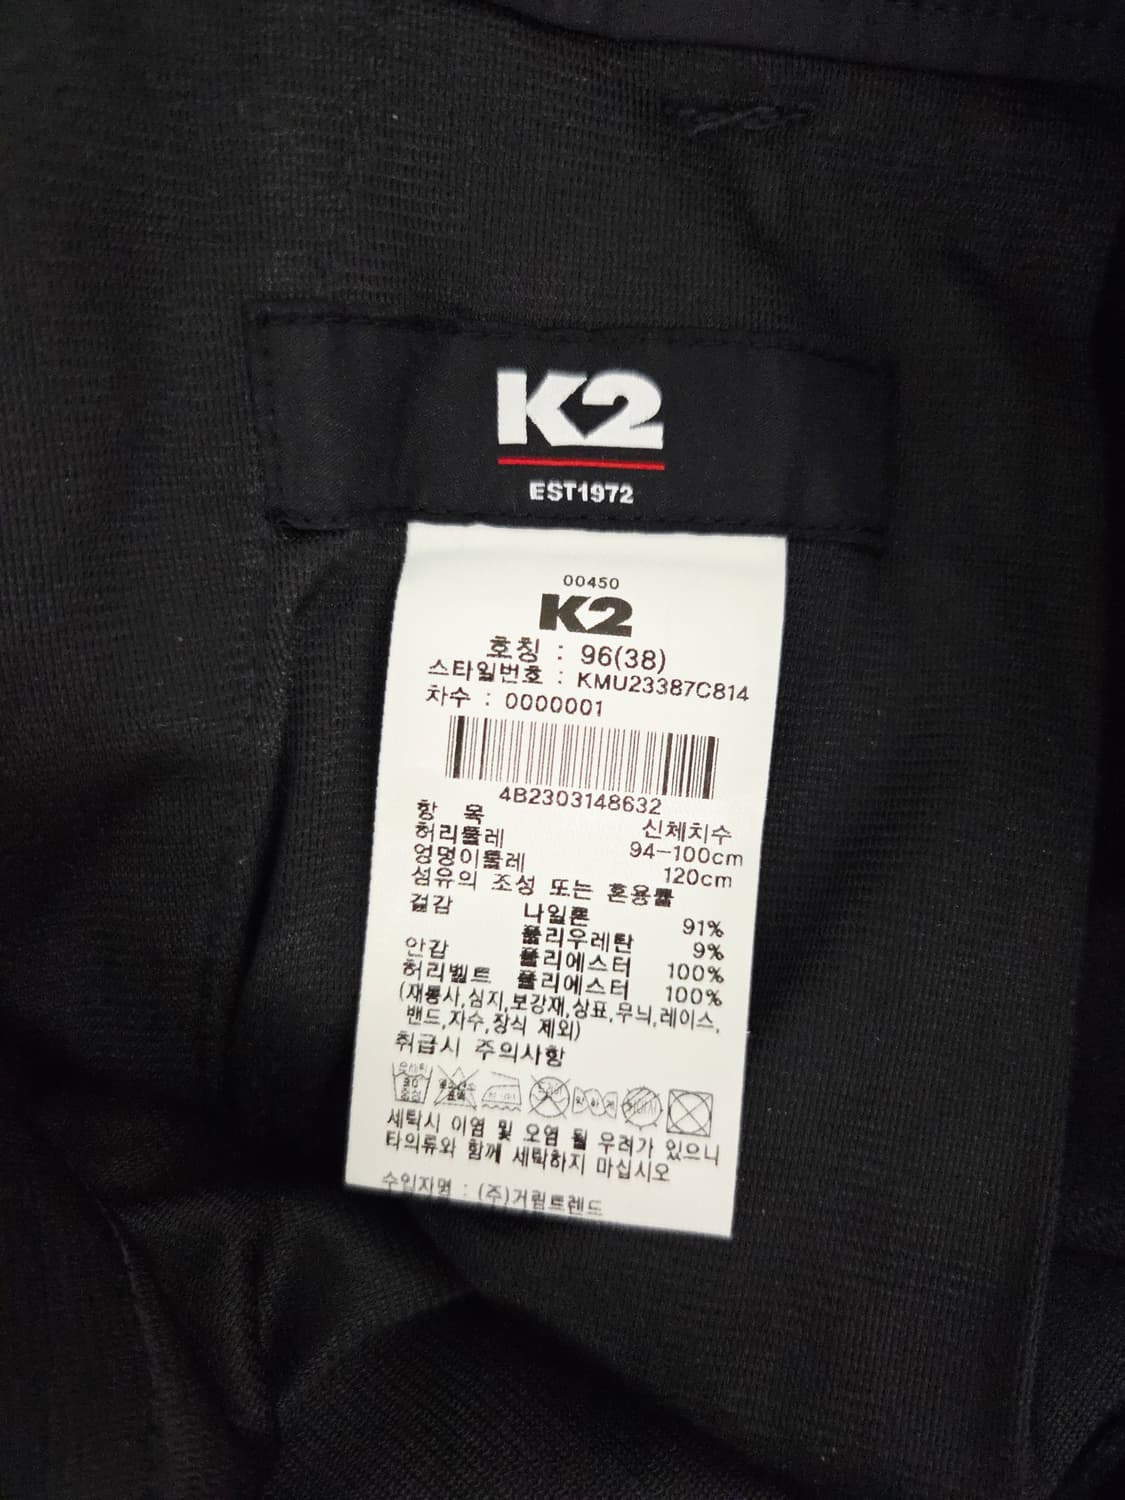 K2
EST1972
00450
K2
호칭 : 96(38)
스타일번호 : KMU23387C814
차수 : 0000001
4B2303148632
항 목 신체치수
허리둘레 94-100cm
엉덩이둘레 120cm
섬유의 조성 또는 혼용률
겉감 나일론 91%
폴리우레탄 9%
안감 폴리에스터 100%
허리벨트 폴리에스터 100%
(재봉사,심지,보강재,상표,무늬,레이스,
밴드,자수,장식 제외)
취급시 주의사항
세탁시 이염 및 오염 될 우려가 있으니
타의류와 함께 세탁하지 마십시오
수입자명 : (주)거림트렌드